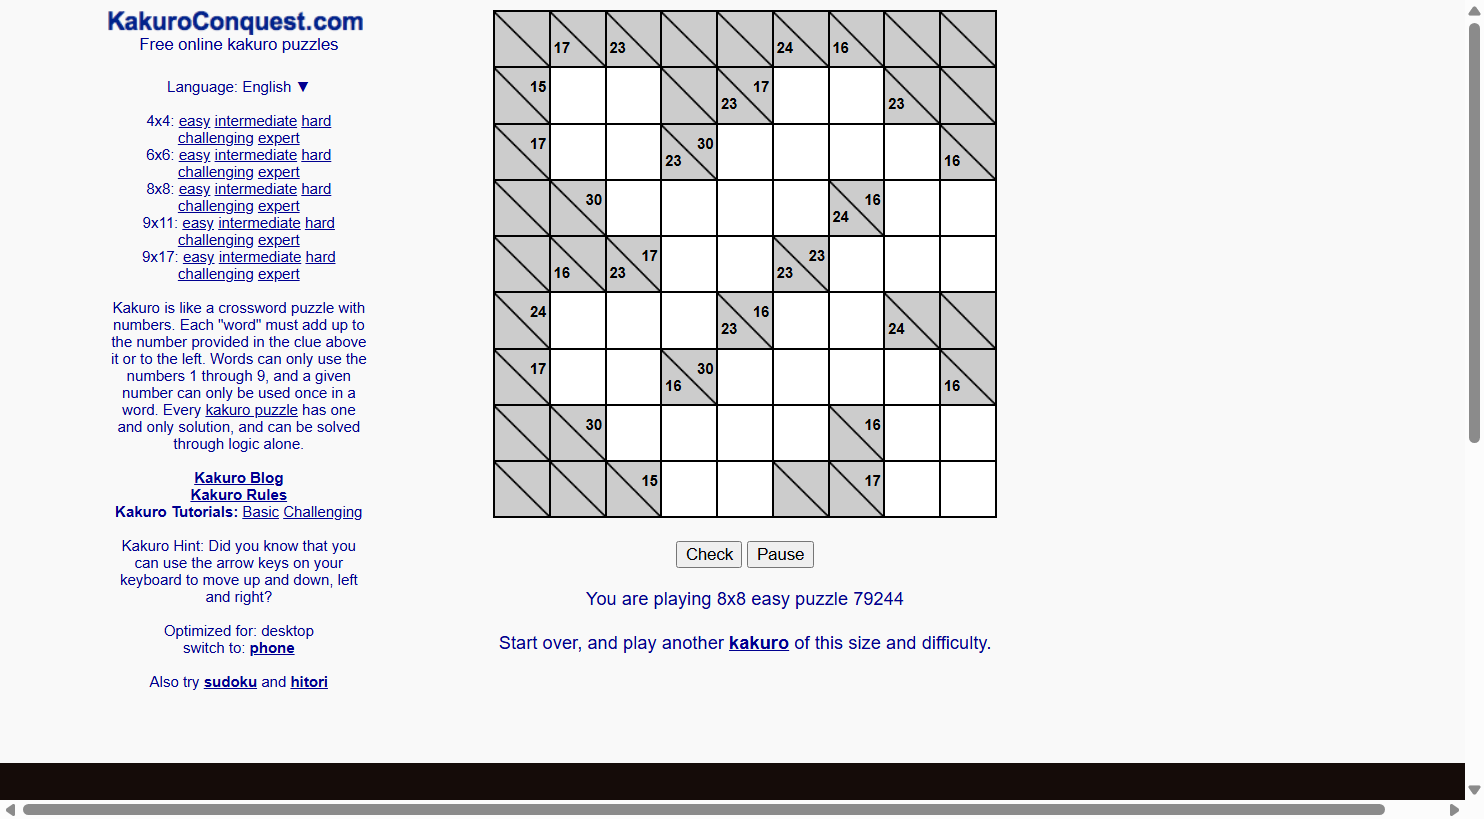 KakuroConquest.com
Free online kakuro puzzles
Language: English ▼
4x4: easy intermediate hard
challenging expert
6x6: easy intermediate hard
challenging expert
8x8: easy intermediate hard
challenging expert
9x11: easy intermediate hard
challenging expert
9x17: easy intermediate hard
challenging expert
Kakuro is like a crossword puzzle with
numbers. Each "word" must add up to
the number provided in the clue above
it or to the left. Words can only use the
numbers 1 through 9, and a given
number can only be used once in a
word. Every kakuro puzzle has one
and only solution, and can be solved
through logic alone.
Kakuro Blog
Kakuro Rules
Kakuro Tutorials: Basic Challenging
Kakuro Hint: Did you know that you
can use the arrow keys on your
keyboard to move up and down, left
and right?
Optimized for: desktop
switch to: phone
Also try sudoku and hitori
17 23 24 16
15 23 17 23
17 23 30 16
30 24 16
16 23 17 23 23
24 23 16 24
17 16 30 16
30 16
15 17
Check Pause
You are playing 8x8 easy puzzle 79244
Start over, and play another kakuro of this size and difficulty.